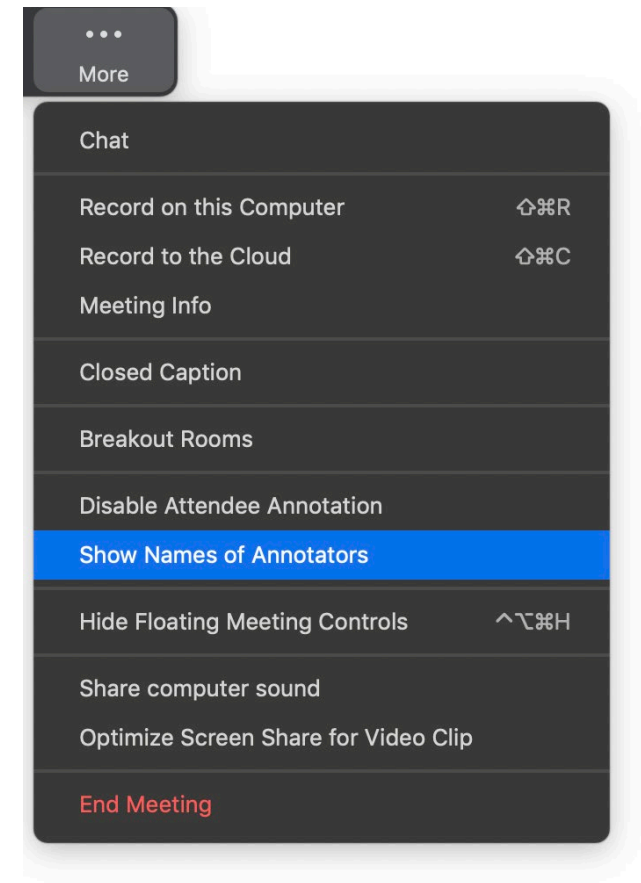 •••
More
Chat
Record on this Computer ⇧⌘R
Record to the Cloud ⇧⌘C
Meeting Info
Closed Caption
Breakout Rooms
Disable Attendee Annotation
Show Names of Annotators
Hide Floating Meeting Controls ^⌥⌘H
Share computer sound
Optimize Screen Share for Video Clip
End Meeting